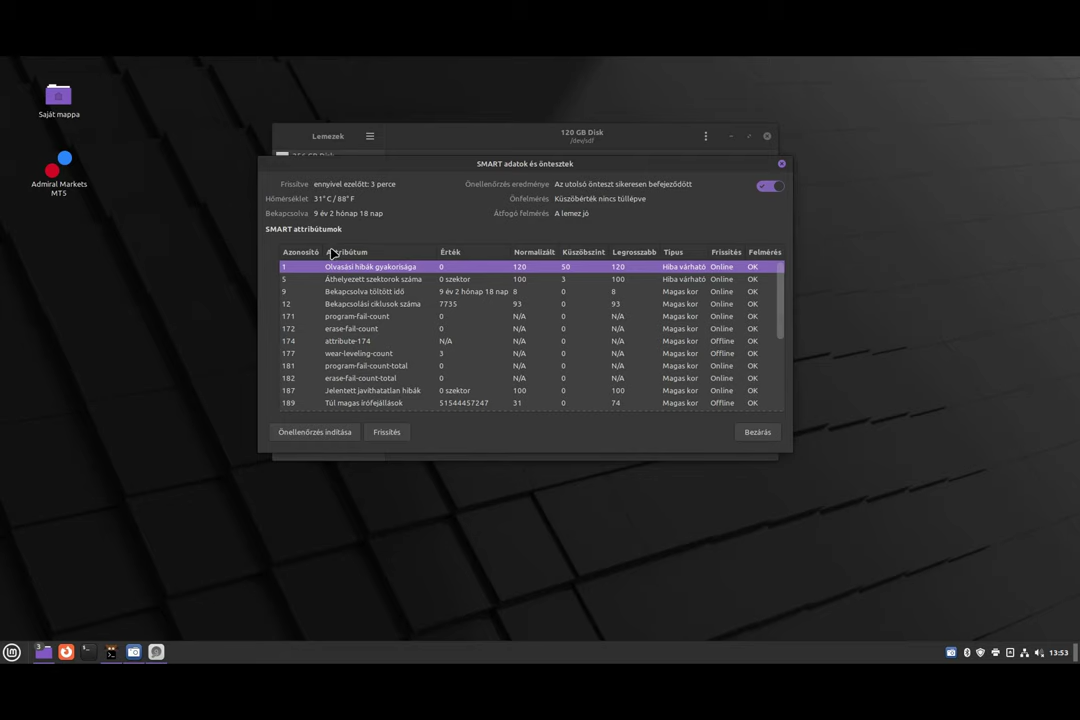 Saját mappa
Admiral Markets
MT5
Lemezek
120 GB Disk
/dev/sdf
SMART adatok és öntesztek
Frissítve ennyivel ezelőtt: 3 perce
Önellenőrzés eredménye Az utolsó önteszt sikeresen befejeződött
Hőmérséklet 31° C / 88° F
Önfelmérés Küszöbérték nincs túllépve
Bekapcsolva 9 év 2 hónap 18 nap
Átfogó felmérés A lemez jó
SMART attribútumok
Azonosító Attribútum Érték Normalizált Küszöbszint Legrosszabb Típus Frissítés Felmérés
1 Olvasási hibák gyakorisága 0 120 50 120 Hiba várható Online OK
5 Áthelyezett szektorok száma 0 szektor 100 3 100 Hiba várható Online OK
9 Bekapcsolva töltött idő 9 év 2 hónap 18 nap 8 0 8 Magas kor Online OK
12 Bekapcsolási ciklusok száma 7735 93 0 93 Magas kor Online OK
171 program-fail-count 0 N/A 0 N/A Magas kor Online OK
172 erase-fail-count 0 N/A 0 N/A Magas kor Online OK
174 attribute-174 N/A N/A 0 N/A Magas kor Offline OK
177 wear-leveling-count 3 N/A 0 N/A Magas kor Offline OK
181 program-fail-count-total 0 N/A 0 N/A Magas kor Online OK
182 erase-fail-count-total 0 N/A 0 N/A Magas kor Online OK
187 Jelentett javíthatatlan hibák 0 szektor 100 0 100 Magas kor Online OK
189 Túl magas írófejállások 51544457247 31 0 74 Magas kor Offline OK
Önellenőrzés indítása
Frissítés
Bezárás
3
13:53